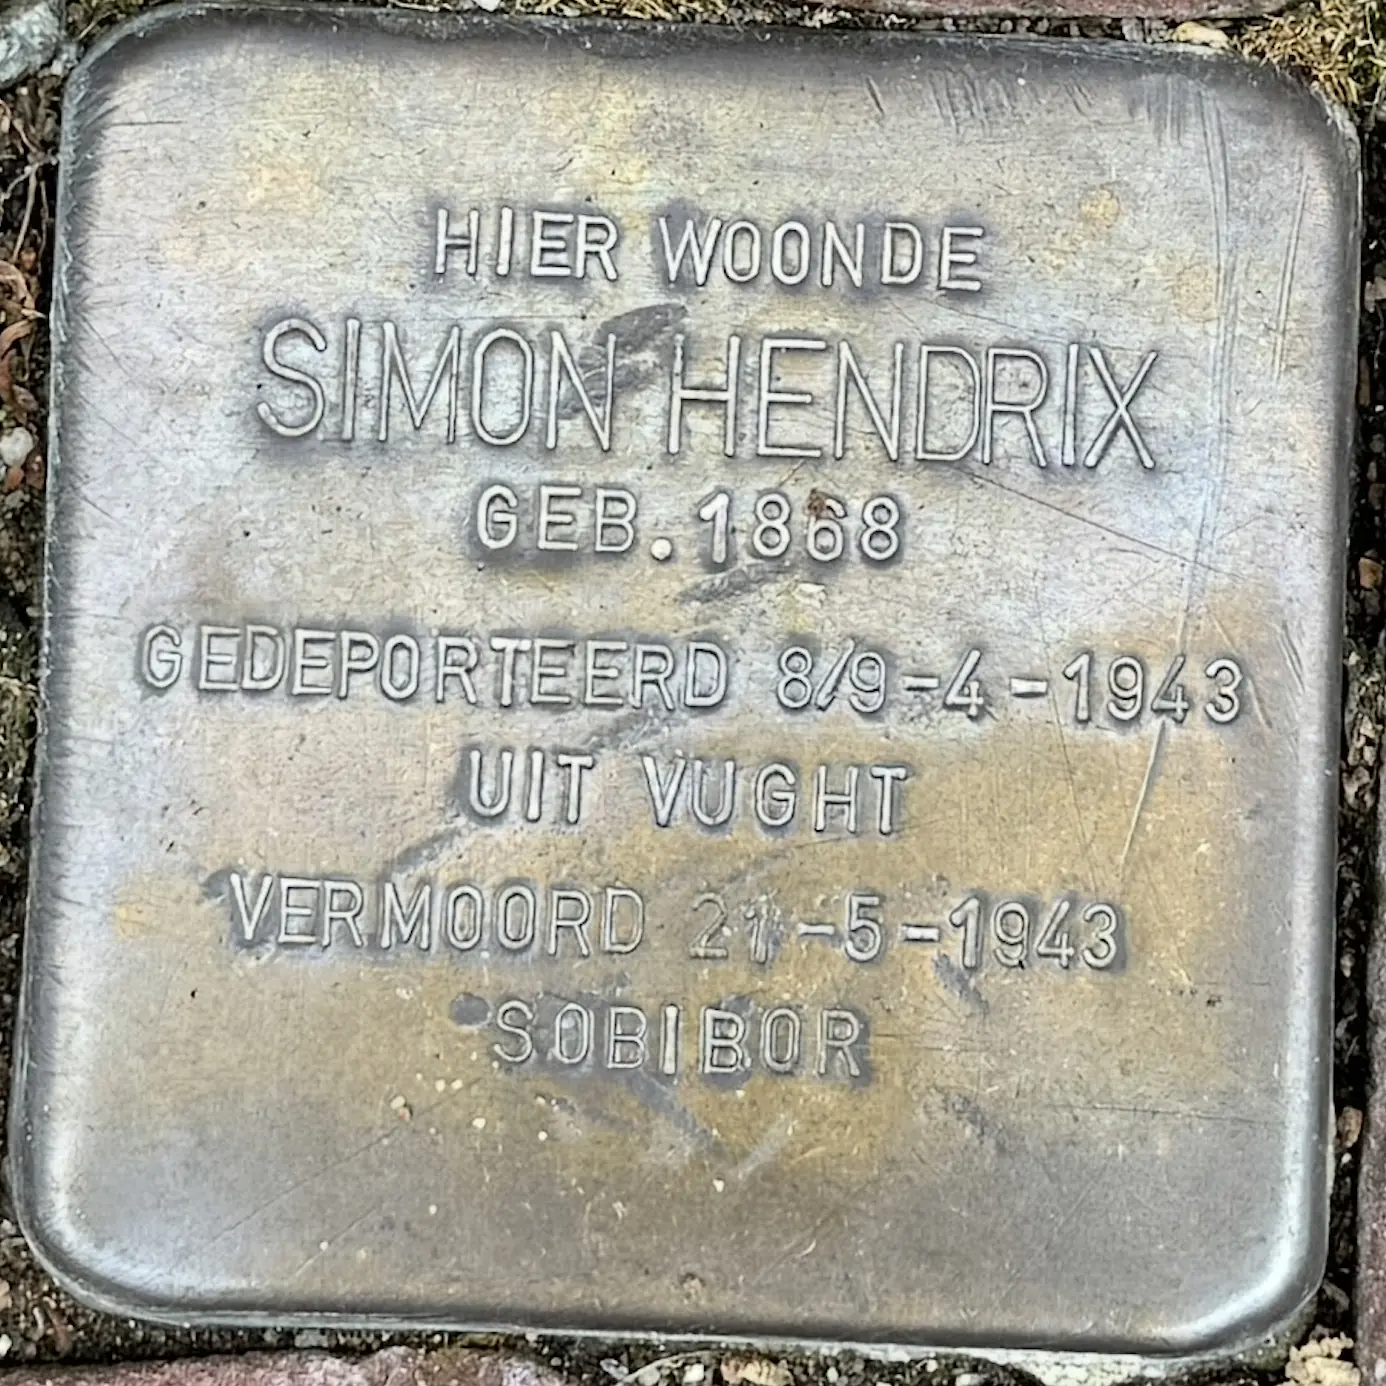 HIER WOONDE
SIMON HENDRIX
GEB. 1868
GEDEPORTEERD 8/9-4-1943
UIT VUGHT
VERMOORD 21-5-1943
SOBIBOR